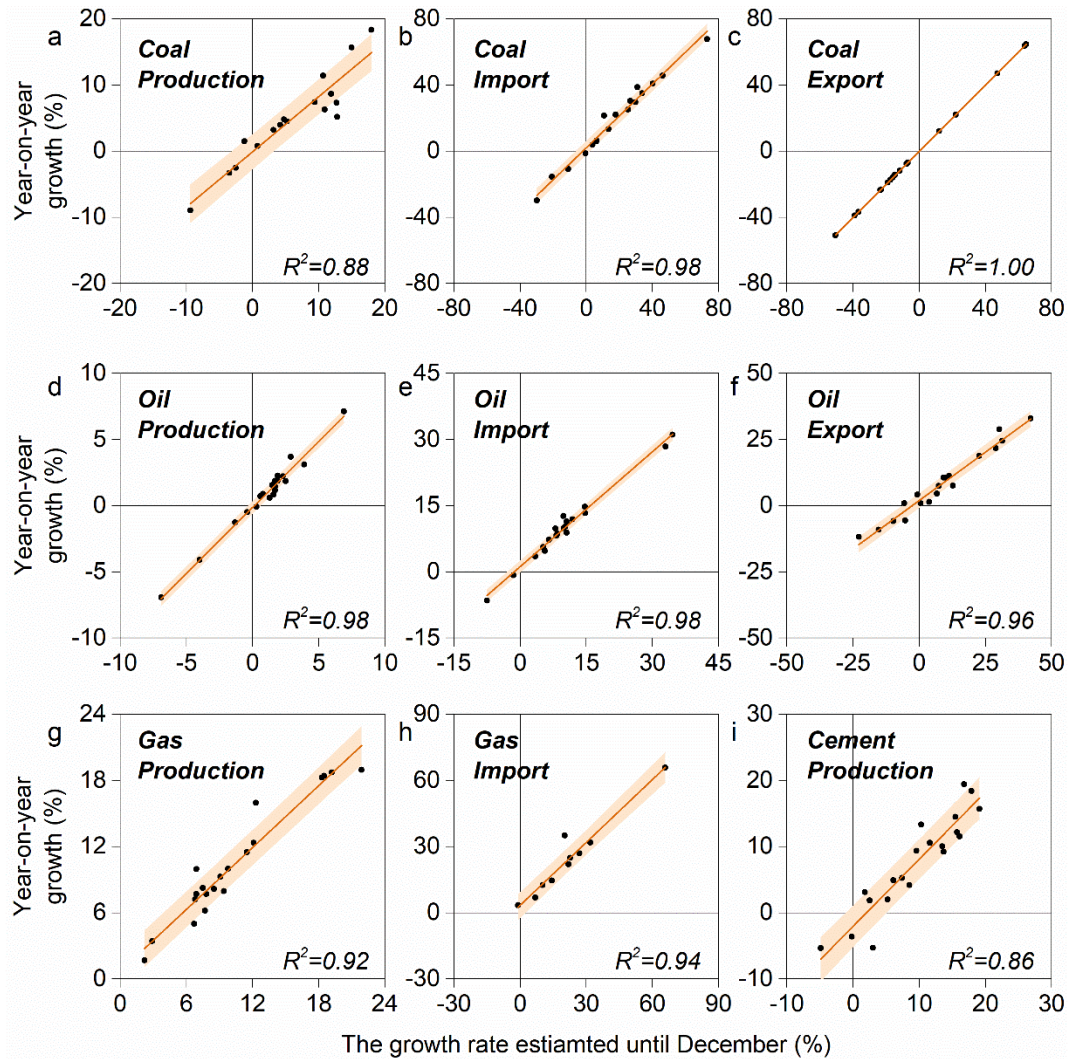 a
Coal
Production
20
10
0
-10
-20
-20
-10
0
10
20
R²=0.88
Year-on-year
growth (%)
b
Coal
Import
80
40
0
-40
-80
-80
-40
0
40
80
R²=0.98
c
Coal
Export
80
40
0
-40
-80
-80
-40
0
40
80
R²=1.00
d
Oil
Production
10
5
0
-5
-10
-10
-5
0
5
10
R²=0.98
Year-on-year
growth (%)
e
Oil
Import
45
30
15
0
-15
-15
0
15
30
45
R²=0.98
f
Oil
Export
50
25
0
-25
-50
-50
-25
0
25
50
R²=0.96
g
Gas
Production
24
18
12
6
0
0
6
12
18
24
R²=0.92
Year-on-year
growth (%)
h
Gas
Import
90
60
30
0
-30
-30
0
30
60
90
R²=0.94
i
Cement
Production
30
20
10
0
-10
-10
0
10
20
30
R²=0.86
The growth rate estiamted until December (%)